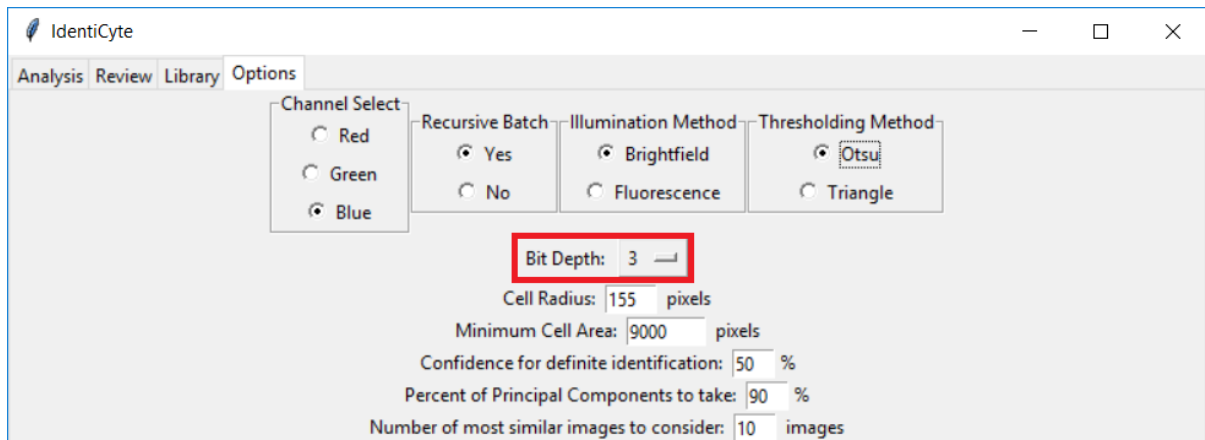 IdentiCyte
Analysis Review Library Options
Channel Select
Red
Green
Blue
Recursive Batch
Yes
No
Illumination Method
Brightfield
Fluorescence
Thresholding Method
Otsu
Triangle
Bit Depth: 3
Cell Radius: 155 pixels
Minimum Cell Area: 9000 pixels
Confidence for definite identification: 50 %
Percent of Principal Components to take: 90 %
Number of most similar images to consider: 10 images